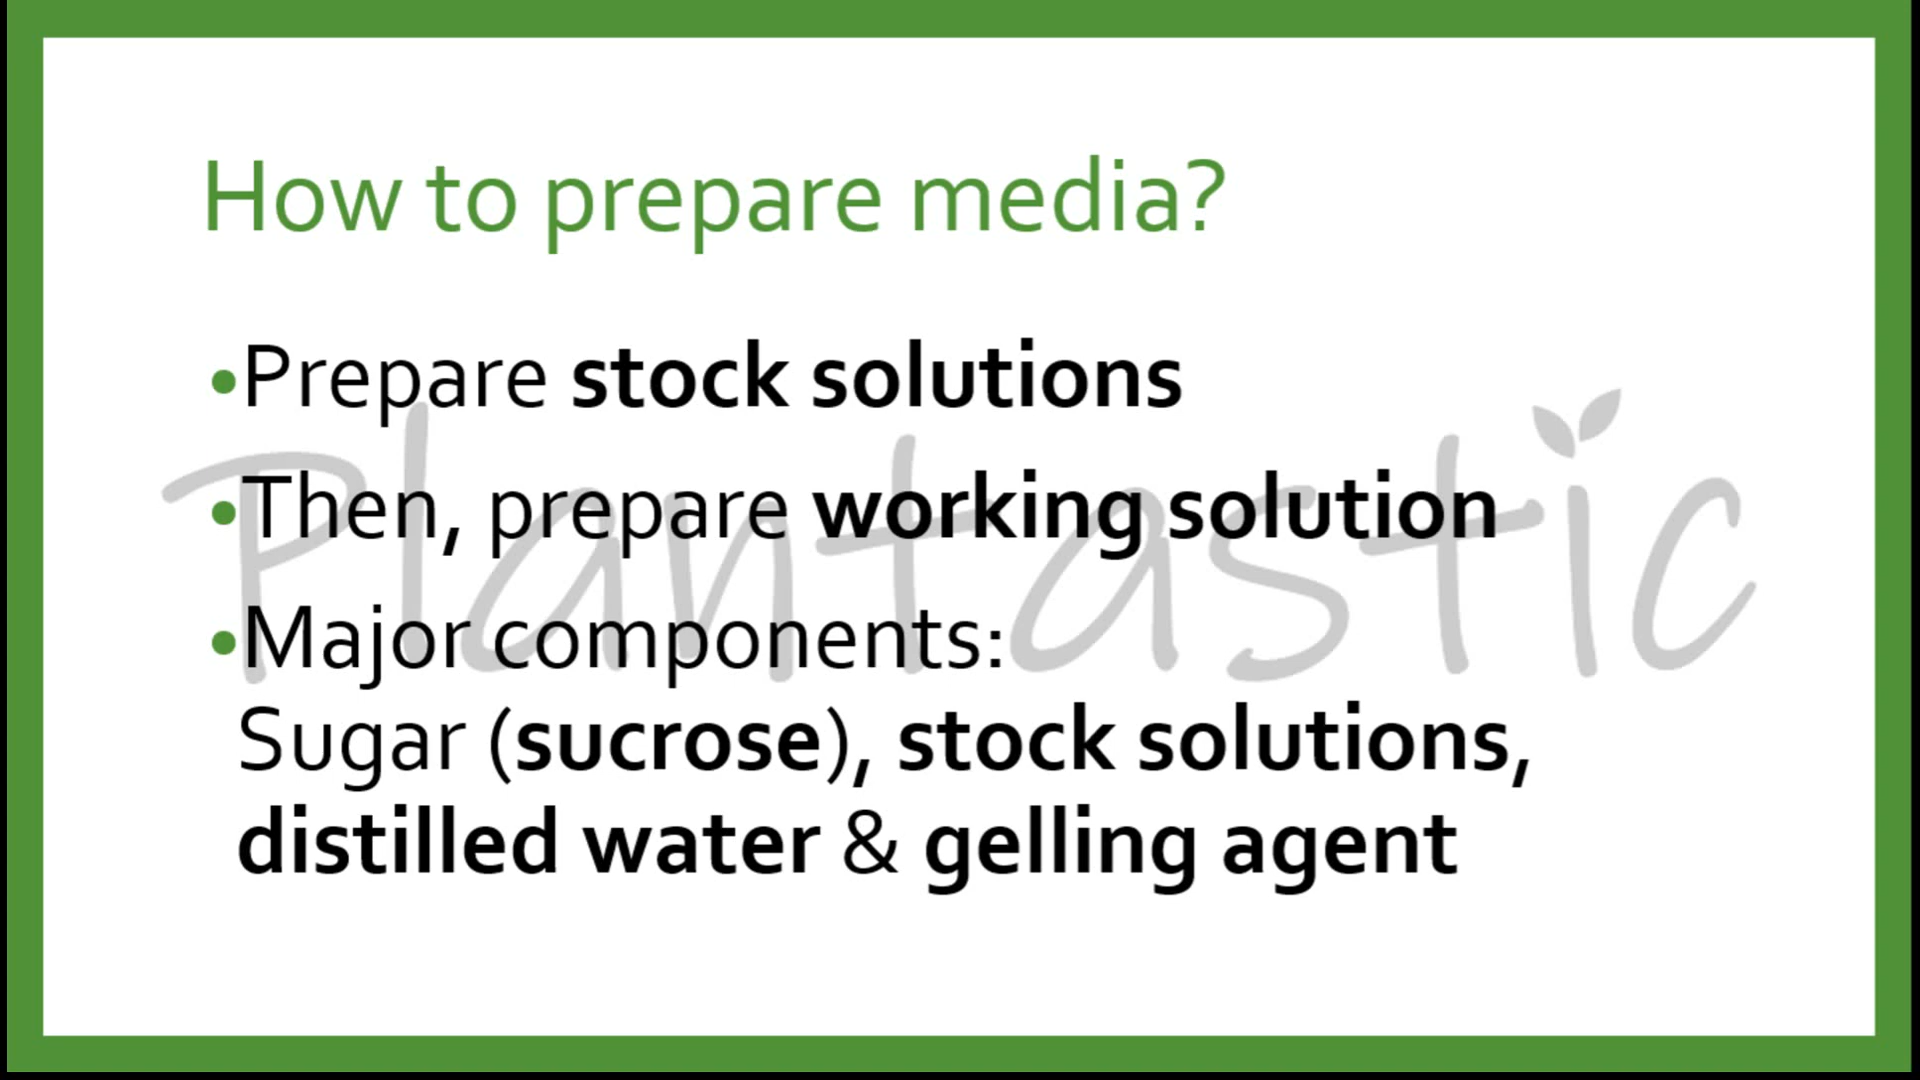 How to prepare media?
•Prepare stock solutions
•Then, prepare working solution
•Major components:
Sugar (sucrose), stock solutions,
distilled water & gelling agent
Plantastic